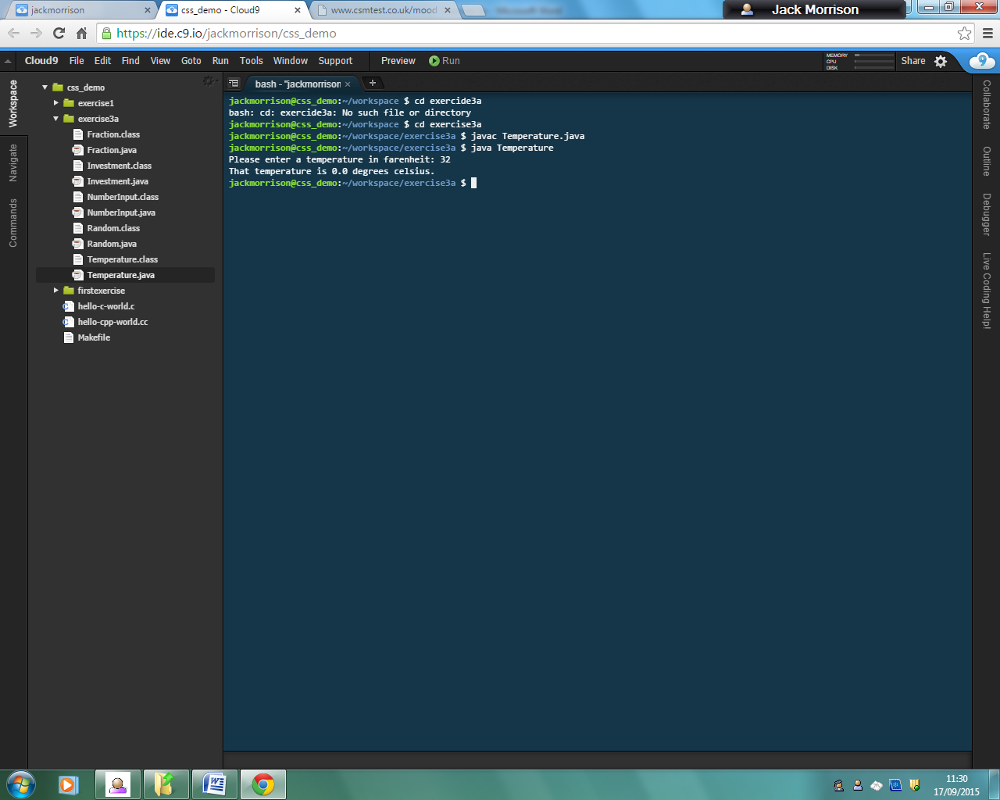 jackmorrison
css_demo - Cloud9
www.csmtest.co.uk/mood
Microsoft Word
Jack Morrison
https://ide.c9.io/jackmorrison/css_demo
Cloud9 File Edit Find View Goto Run Tools Window Support Preview Run
MEMORY
CPU
DISK
Share
9
Workspace
Navigate
Commands
css_demo
exercise1
exercise3a
Fraction.class
Fraction.java
Investment.class
Investment.java
NumberInput.class
NumberInput.java
Random.class
Random.java
Temperature.class
Temperature.java
firstexercise
hello-c-world.c
hello-cpp-world.cc
Makefile
bash - "jackmorrison
jackmorrison@css_demo:~/workspace $ cd exercide3a
bash: cd: exercide3a: No such file or directory
jackmorrison@css_demo:~/workspace $ cd exercise3a
jackmorrison@css_demo:~/workspace/exercise3a $ javac Temperature.java
jackmorrison@css_demo:~/workspace/exercise3a $ java Temperature
Please enter a temperature in farenheit: 32
That temperature is 0.0 degrees celsius.
jackmorrison@css_demo:~/workspace/exercise3a $
Collaborate
Outline
Debugger
Live Coding Help!
11:30
17/09/2015